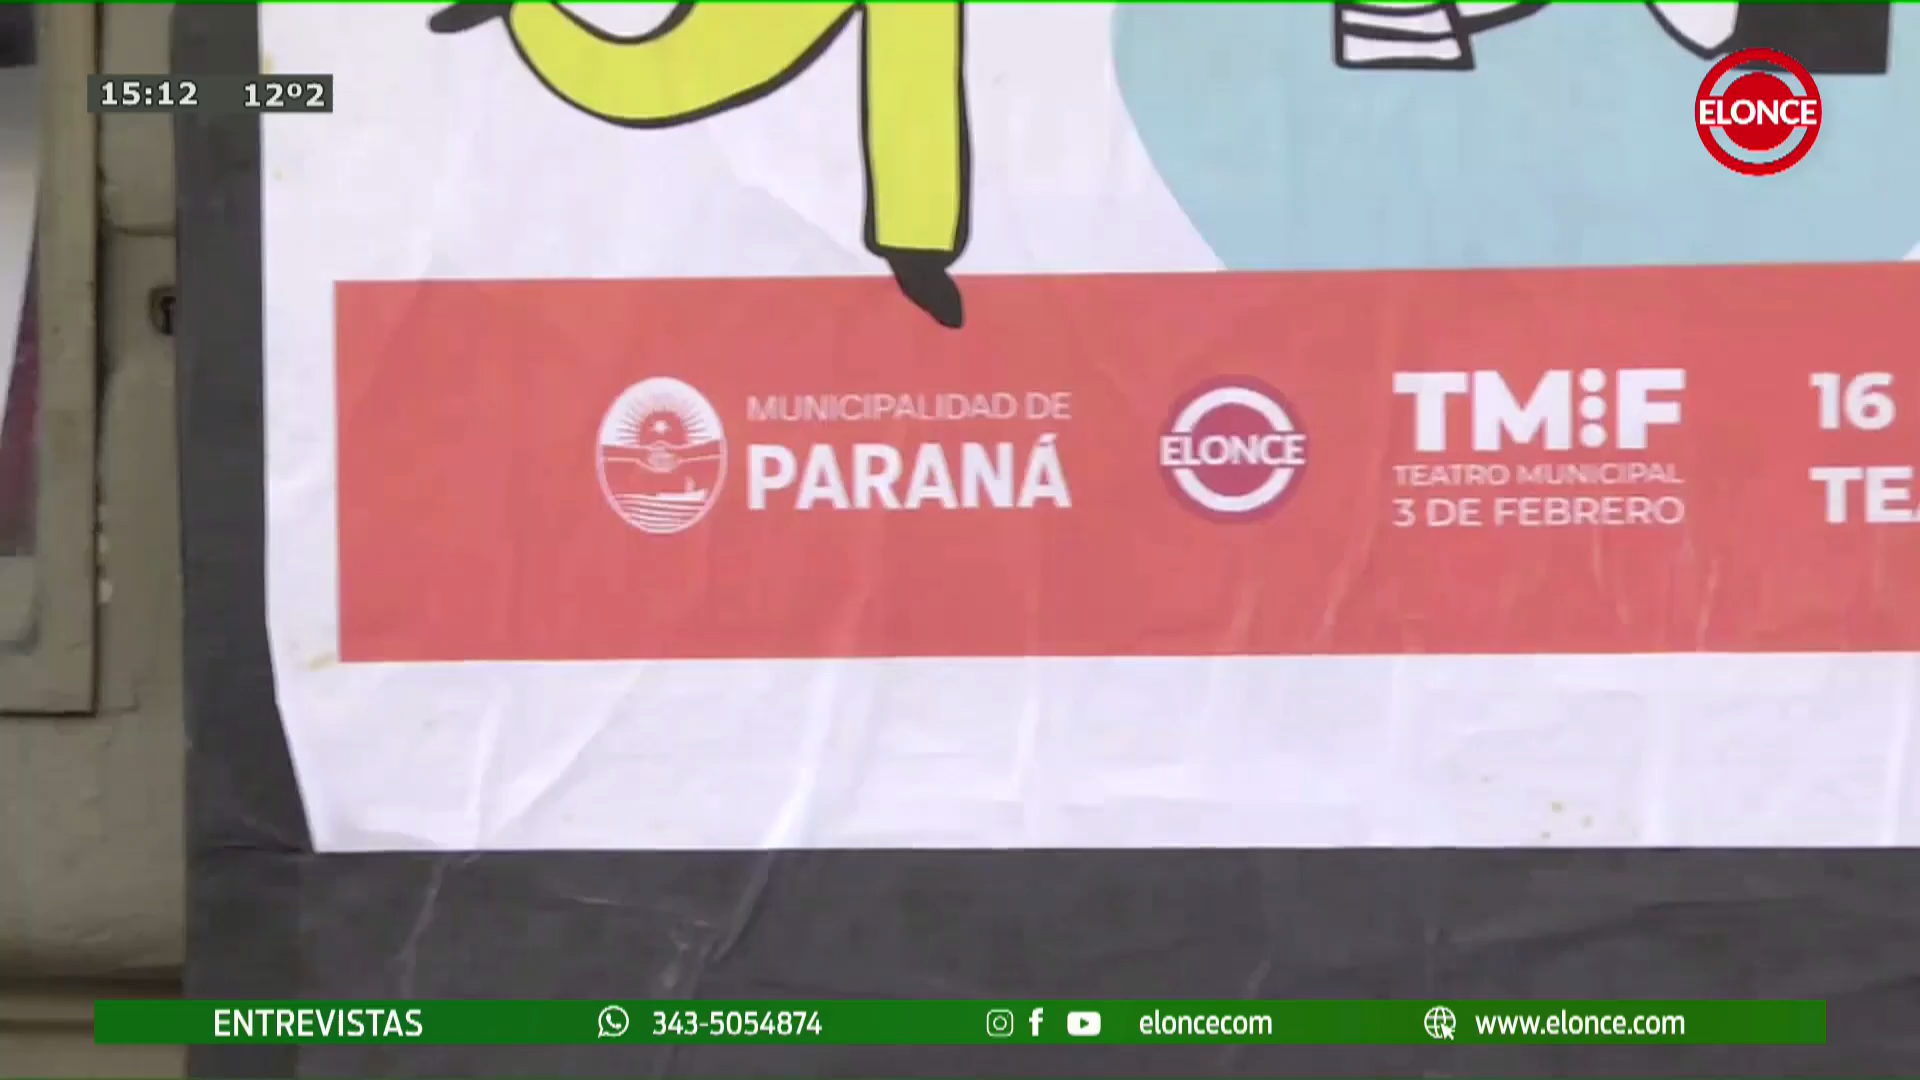 15:12 12º2
ELONCE
MUNICIPALIDAD DE
PARANÁ
ELONCE
TM:F
TEATRO MUNICIPAL
3 DE FEBRERO
16
ENTREVISTAS 343-5054874 eloncecom www.elonce.com